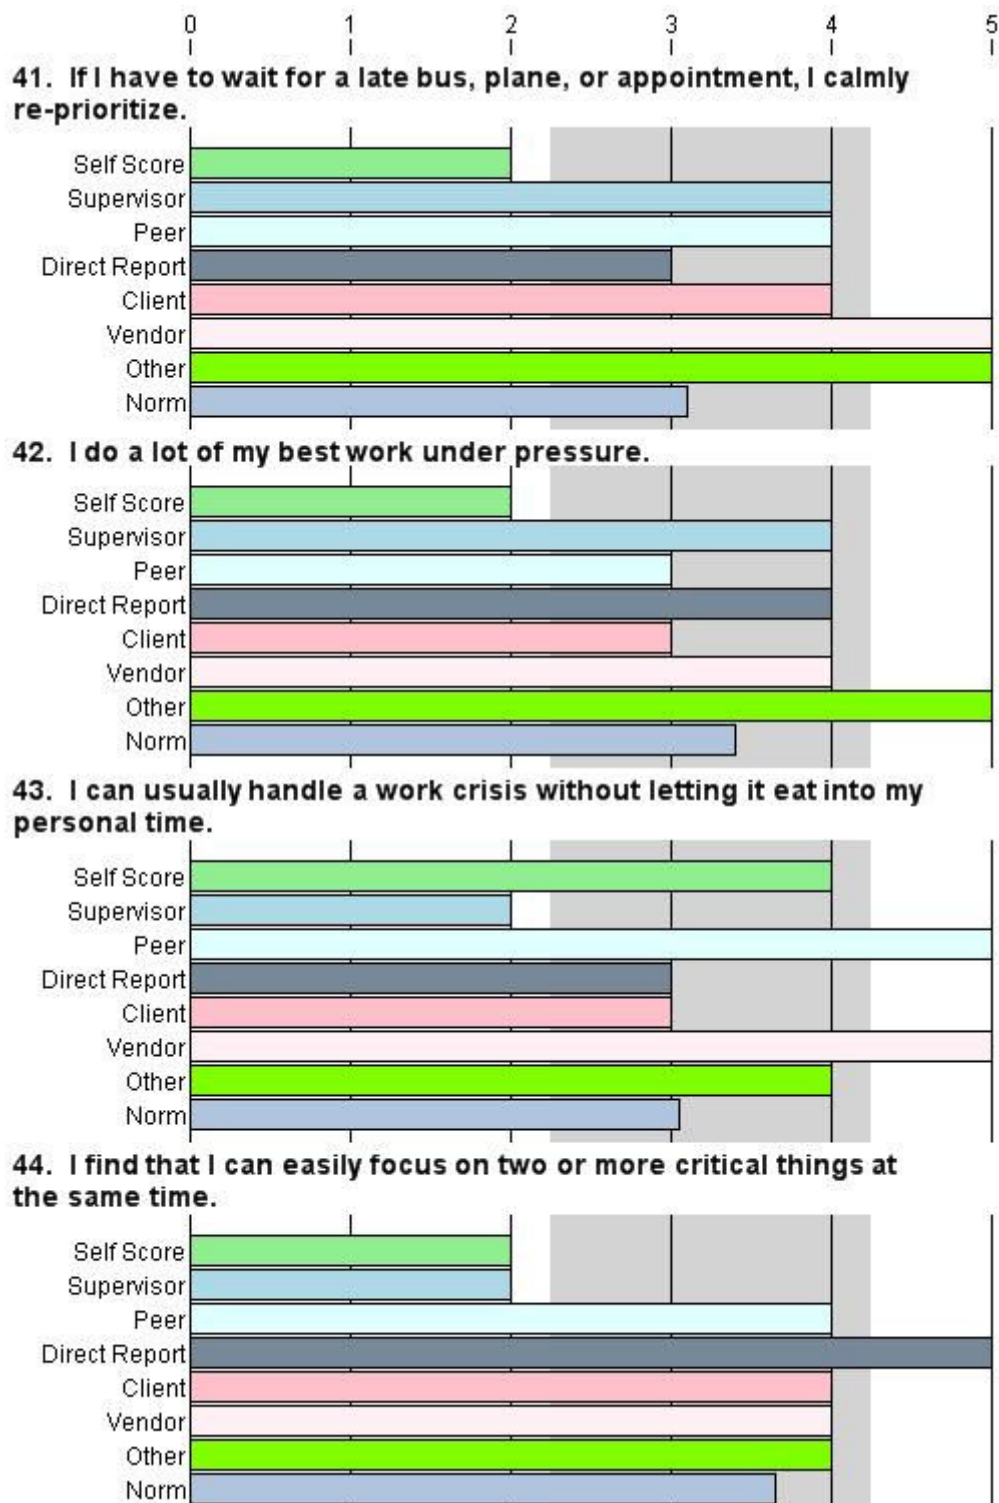 0 1 2 3 4 5
41. If I have to wait for a late bus, plane, or appointment, I calmly
re-prioritize.
Self Score
Supervisor
Peer
Direct Report
Client
Vendor
Other
Norm
42. I do a lot of my best work under pressure.
Self Score
Supervisor
Peer
Direct Report
Client
Vendor
Other
Norm
43. I can usually handle a work crisis without letting it eat into my
personal time.
Self Score
Supervisor
Peer
Direct Report
Client
Vendor
Other
Norm
44. I find that I can easily focus on two or more critical things at
the same time.
Self Score
Supervisor
Peer
Direct Report
Client
Vendor
Other
Norm